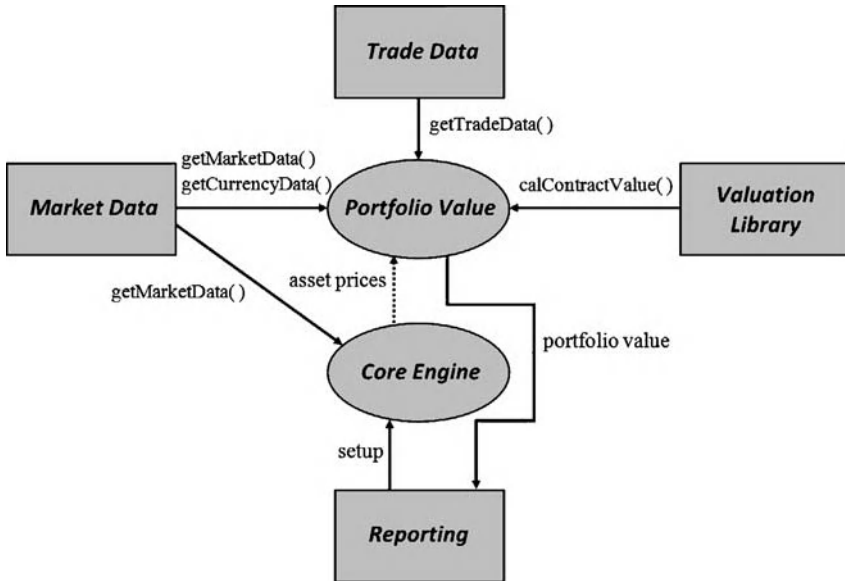 Trade Data
getTradeData( )
getMarketData( )
getCurrencyData( )
calContractValue( )
Market Data
Portfolio Value
Valuation
Library
asset prices
getMarketData( )
portfolio value
Core Engine
setup
Reporting